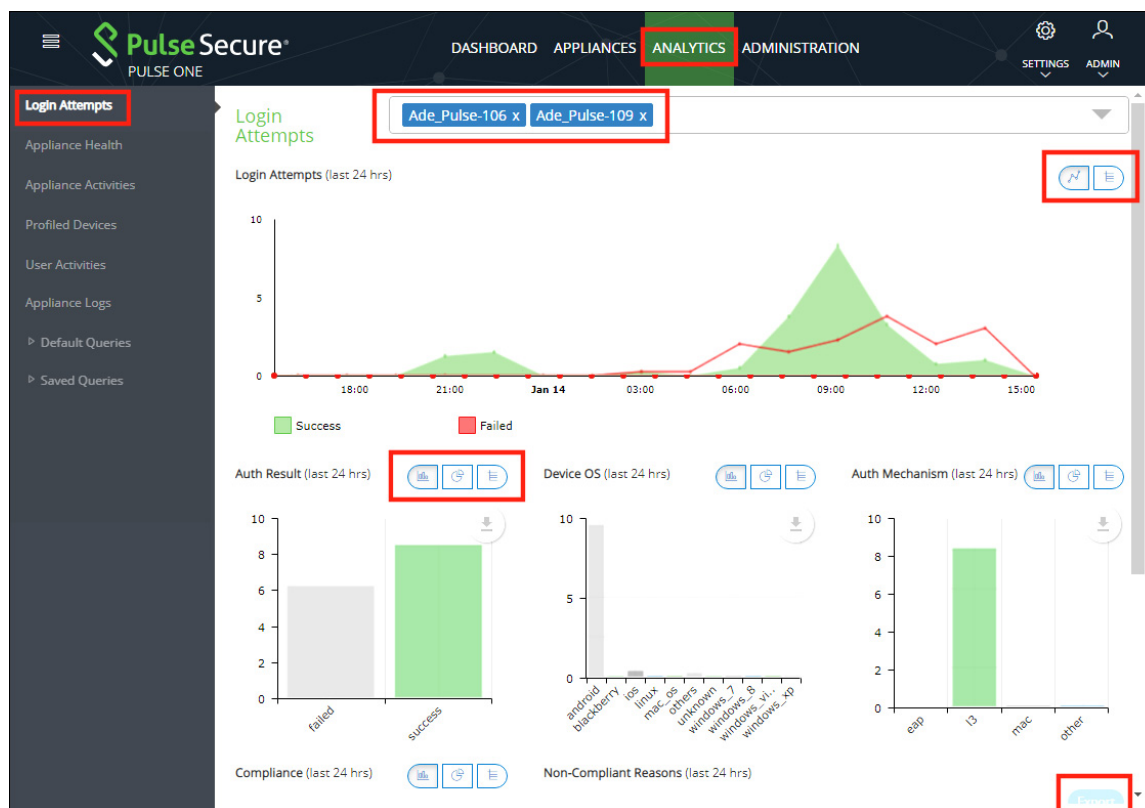 Pulse Secure®
PULSE ONE
DASHBOARD APPLIANCES ANALYTICS ADMINISTRATION
SETTINGS ADMIN
Login Attempts
Appliance Health
Appliance Activities
Profiled Devices
User Activities
Appliance Logs
Default Queries
Saved Queries
Login
Attempts
Ade_Pulse-106 x Ade_Pulse-109 x
Login Attempts (last 24 hrs)
10
5
0
18:00 21:00 Jan 14 03:00 06:00 09:00 12:00 15:00
Success Failed
Auth Result (last 24 hrs)
10
8
6
4
2
0
failed success
Device OS (last 24 hrs)
10
5
0
android blackberry ios linux mac_os others unknown windows_7 windows_8 windows_vi.. windows_xp
Auth Mechanism (last 24 hrs)
10
8
6
4
2
0
eap l3 mac other
Compliance (last 24 hrs)
Non-Compliant Reasons (last 24 hrs)
Export